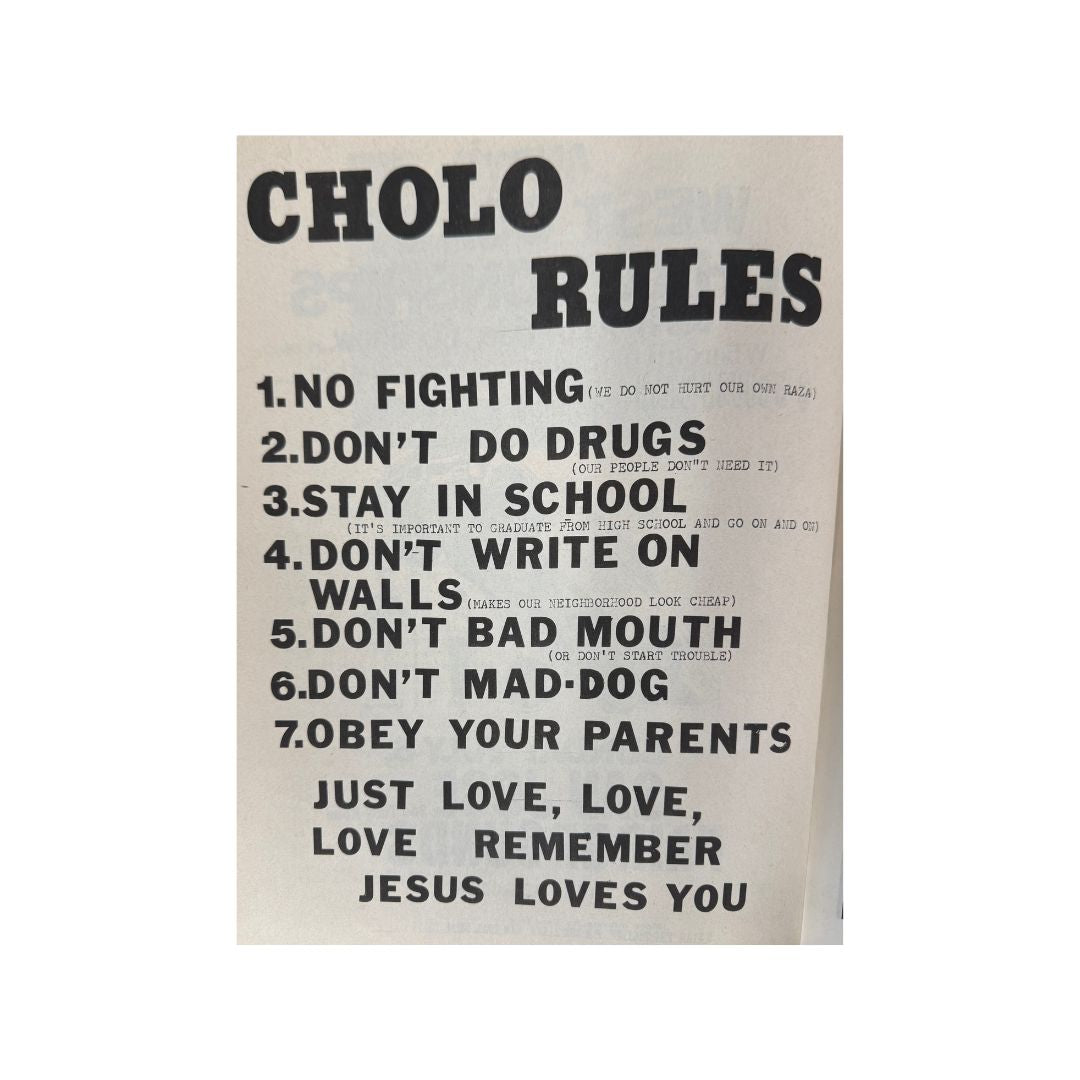 CHOLO
RULES
1.NO FIGHTING(WE DO NOT HURT OUR OWN RAZA)
2.DON'T DO DRUGS
(OUR PEOPLE DON"T NEED IT)
3.STAY IN SCHOOL
(IT'S IMPORTANT TO GRADUATE FROM HIGH SCHOOL AND GO ON AND ON)
4.DON'T WRITE ON
WALLS(MAKES OUR NEIGHBORHOOD LOOK CHEAP)
5.DON'T BAD MOUTH
(OR DON'T START TROUBLE)
6.DON'T MAD-DOG
7.OBEY YOUR PARENTS
JUST LOVE, LOVE,
LOVE REMEMBER
JESUS LOVES YOU